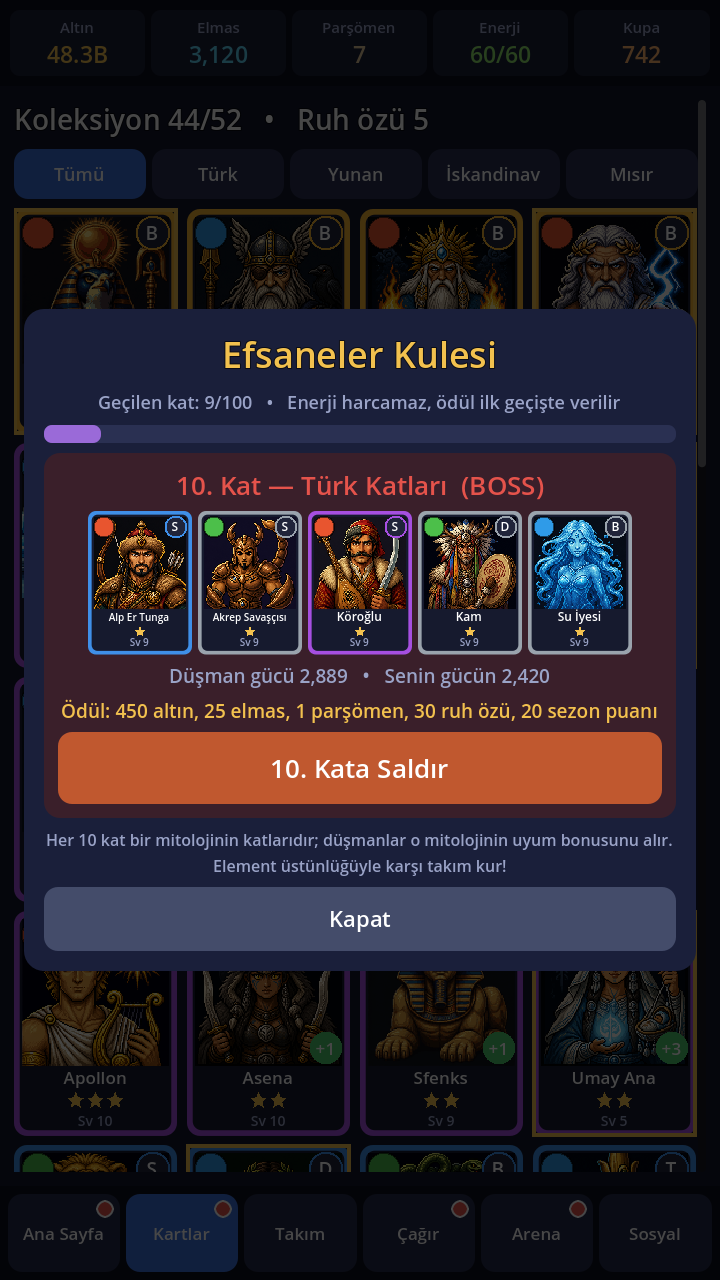 Altın Elmas Parşömen Enerji Kupa
48.3B 3,120 7 60/60 742
Koleksiyon 44/52 • Ruh özü 5
Tümü Türk Yunan İskandinav Mısır
B B B B
Efsaneler Kulesi
Geçilen kat: 9/100 • Enerji harcamaz, ödül ilk geçişte verilir
10. Kat — Türk Katları (BOSS)
S S S D B
Alp Er Tunga Akrep Savaşçısı Köroğlu Kam Su İyesi
Sv 9 Sv 9 Sv 9 Sv 9 Sv 9
Düşman gücü 2,889 • Senin gücün 2,420
Ödül: 450 altın, 25 elmas, 1 parşömen, 30 ruh özü, 20 sezon puanı
10. Kata Saldır
Her 10 kat bir mitolojinin katlarıdır; düşmanlar o mitolojinin uyum bonusunu alır.
Element üstünlüğüyle karşı takım kur!
Kapat
+1 +1 +3
Apollon Asena Sfenks Umay Ana
Sv 10 Sv 10 Sv 9 Sv 5
S D B T
Ana Sayfa Kartlar Takım Çağır Arena Sosyal